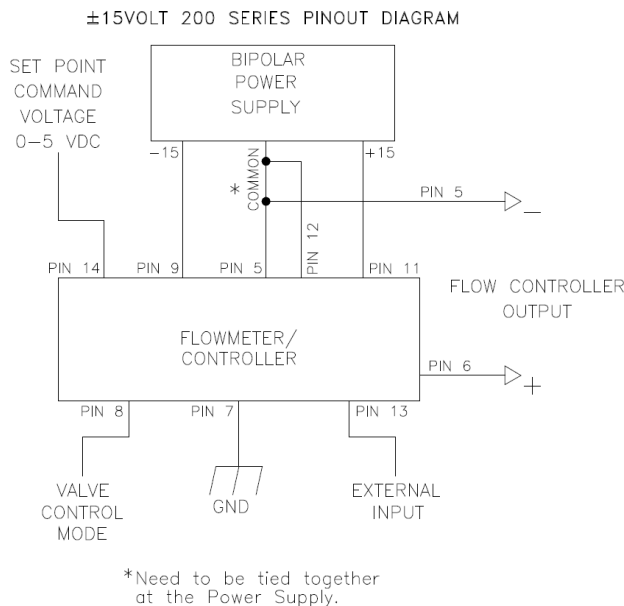 ±15VOLT 200 SERIES PINOUT DIAGRAM
SET POINT
COMMAND
VOLTAGE
0-5 VDC
BIPOLAR
POWER
SUPPLY
-15
* COMMON
+15
PIN 12
PIN 5
-
PIN 14
PIN 9
PIN 5
PIN 11
FLOW CONTROLLER
OUTPUT
FLOWMETER/
CONTROLLER
PIN 6
+
PIN 8
PIN 7
PIN 13
VALVE
CONTROL
MODE
GND
EXTERNAL
INPUT
*Need to be tied together
at the Power Supply.